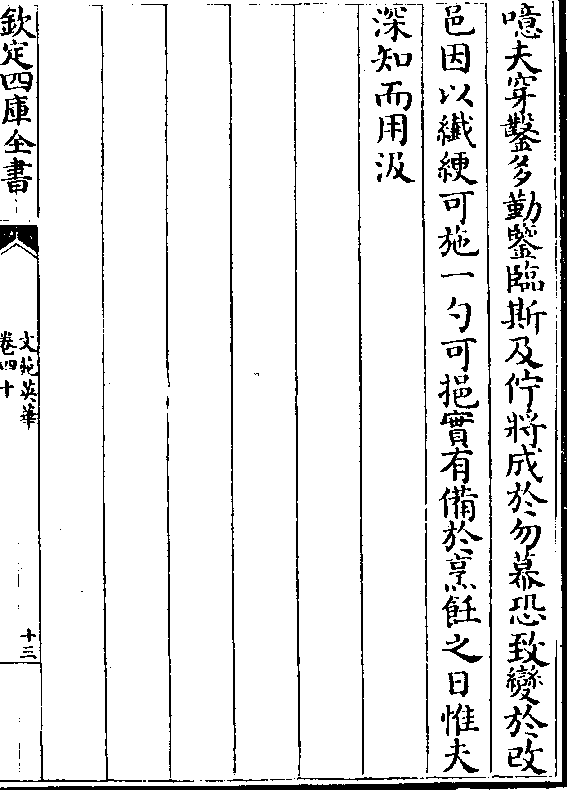 噫夫穿鑿多勤鑒臨斯及佇將成於勿幕恐致變於改
邑因以纖綆可施一勺可挹實有備於烹飪之日惟夫
深知而用汲
欽定四庫全書
文苑英華
卷四十
十三